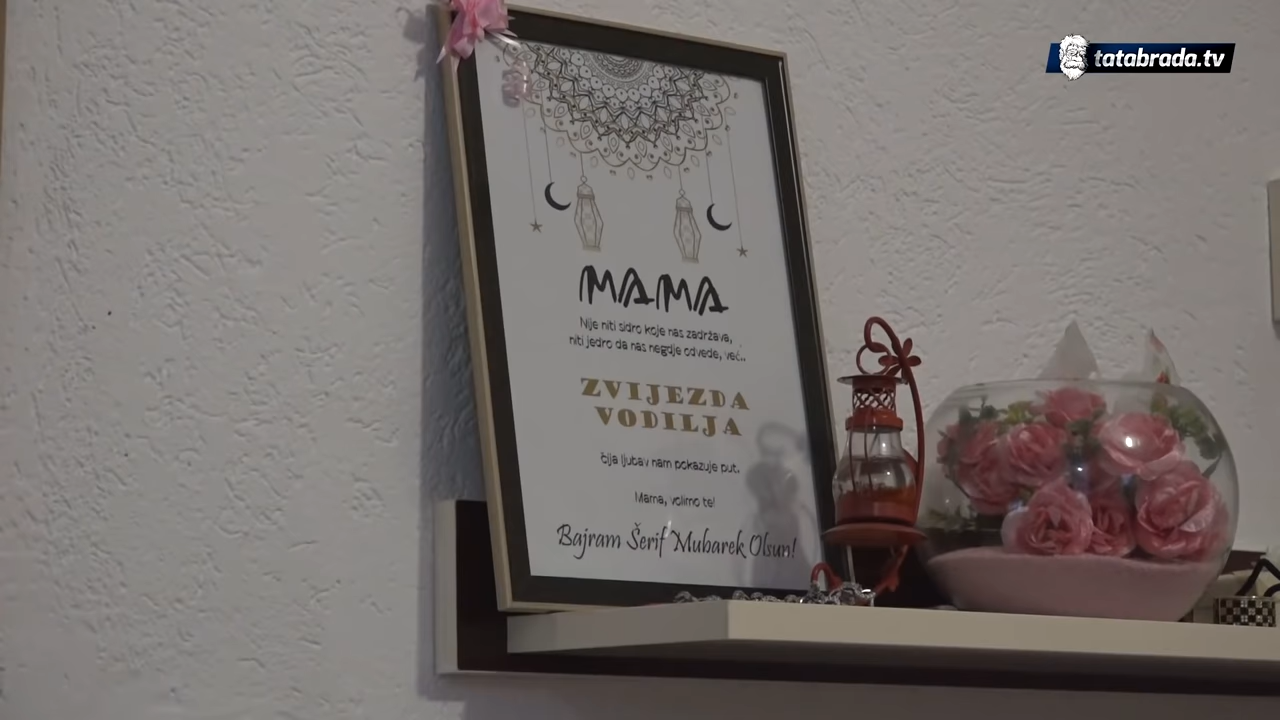 tatabrada.tv
MAMA
Nije niti sidro koje nas zadržava,
niti jedro da nas negdje odvede, već..
ZVIJEZDA
VODILJA
čija ljubav nam pokazuje put.
Mama, volimo te!
Bajram Šerif Mubarek Olsun!